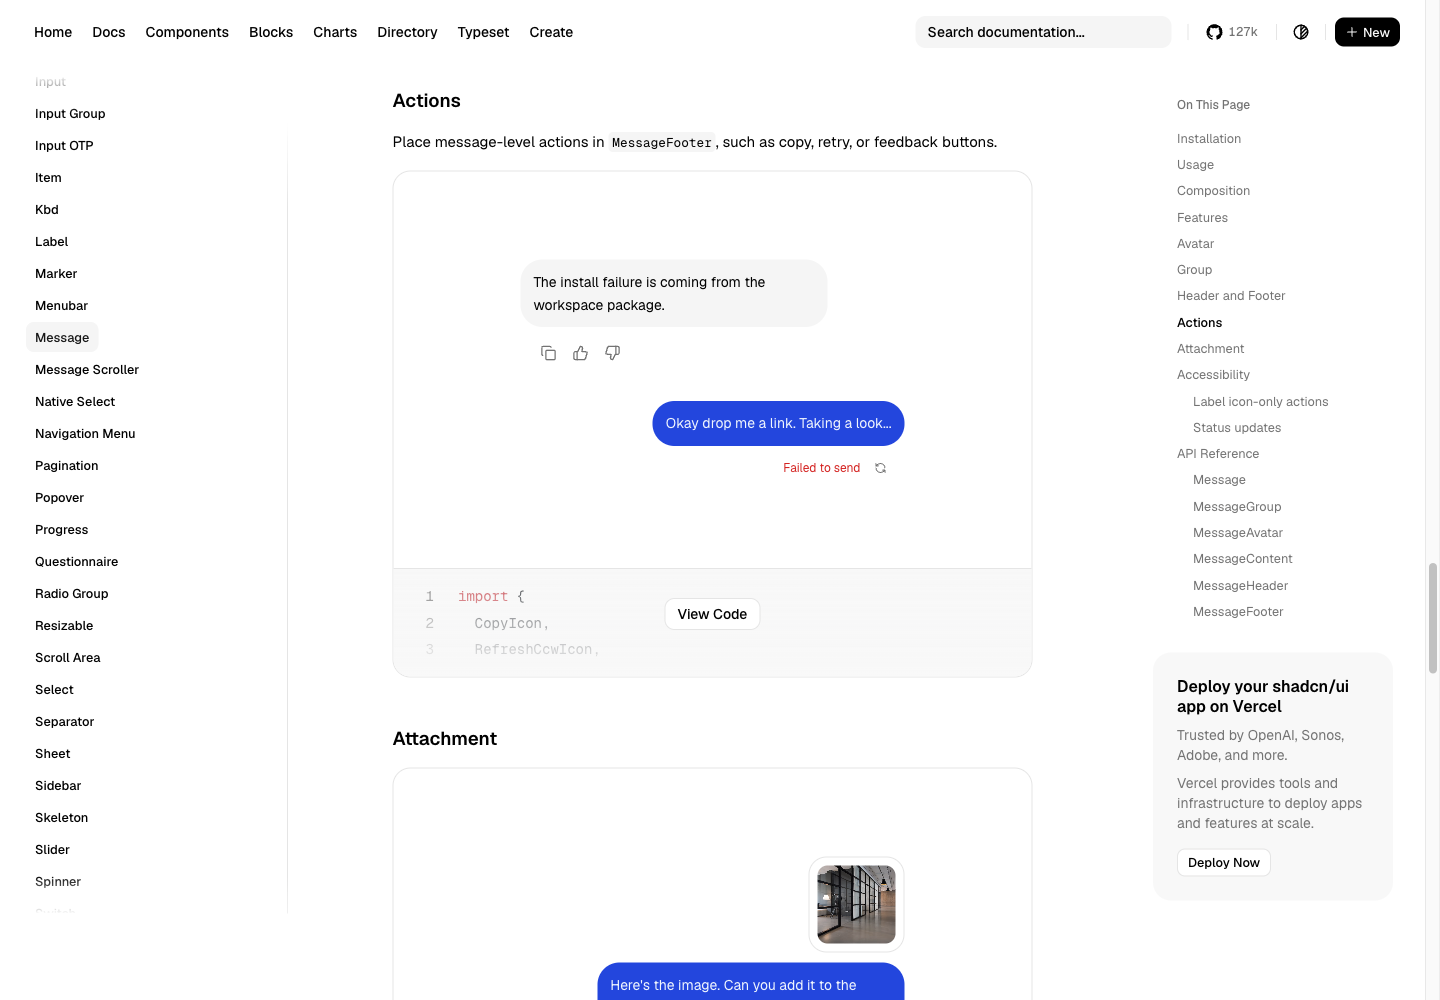 Home Docs Components Blocks Charts Directory Typeset Create
Search documentation...
127k
New
Input
Input Group
Input OTP
Item
Kbd
Label
Marker
Menubar
Message
Message Scroller
Native Select
Navigation Menu
Pagination
Popover
Progress
Questionnaire
Radio Group
Resizable
Scroll Area
Select
Separator
Sheet
Sidebar
Skeleton
Slider
Spinner
Switch
Actions
Place message-level actions in MessageFooter, such as copy, retry, or feedback buttons.
The install failure is coming from the
workspace package.
Okay drop me a link. Taking a look...
Failed to send
1 import {
2 CopyIcon,
3 RefreshCcwIcon,
View Code
Attachment
Here's the image. Can you add it to the
On This Page
Installation
Usage
Composition
Features
Avatar
Group
Header and Footer
Actions
Attachment
Accessibility
Label icon-only actions
Status updates
API Reference
Message
MessageGroup
MessageAvatar
MessageContent
MessageHeader
MessageFooter
Deploy your shadcn/ui
app on Vercel
Trusted by OpenAI, Sonos,
Adobe, and more.
Vercel provides tools and
infrastructure to deploy apps
and features at scale.
Deploy Now